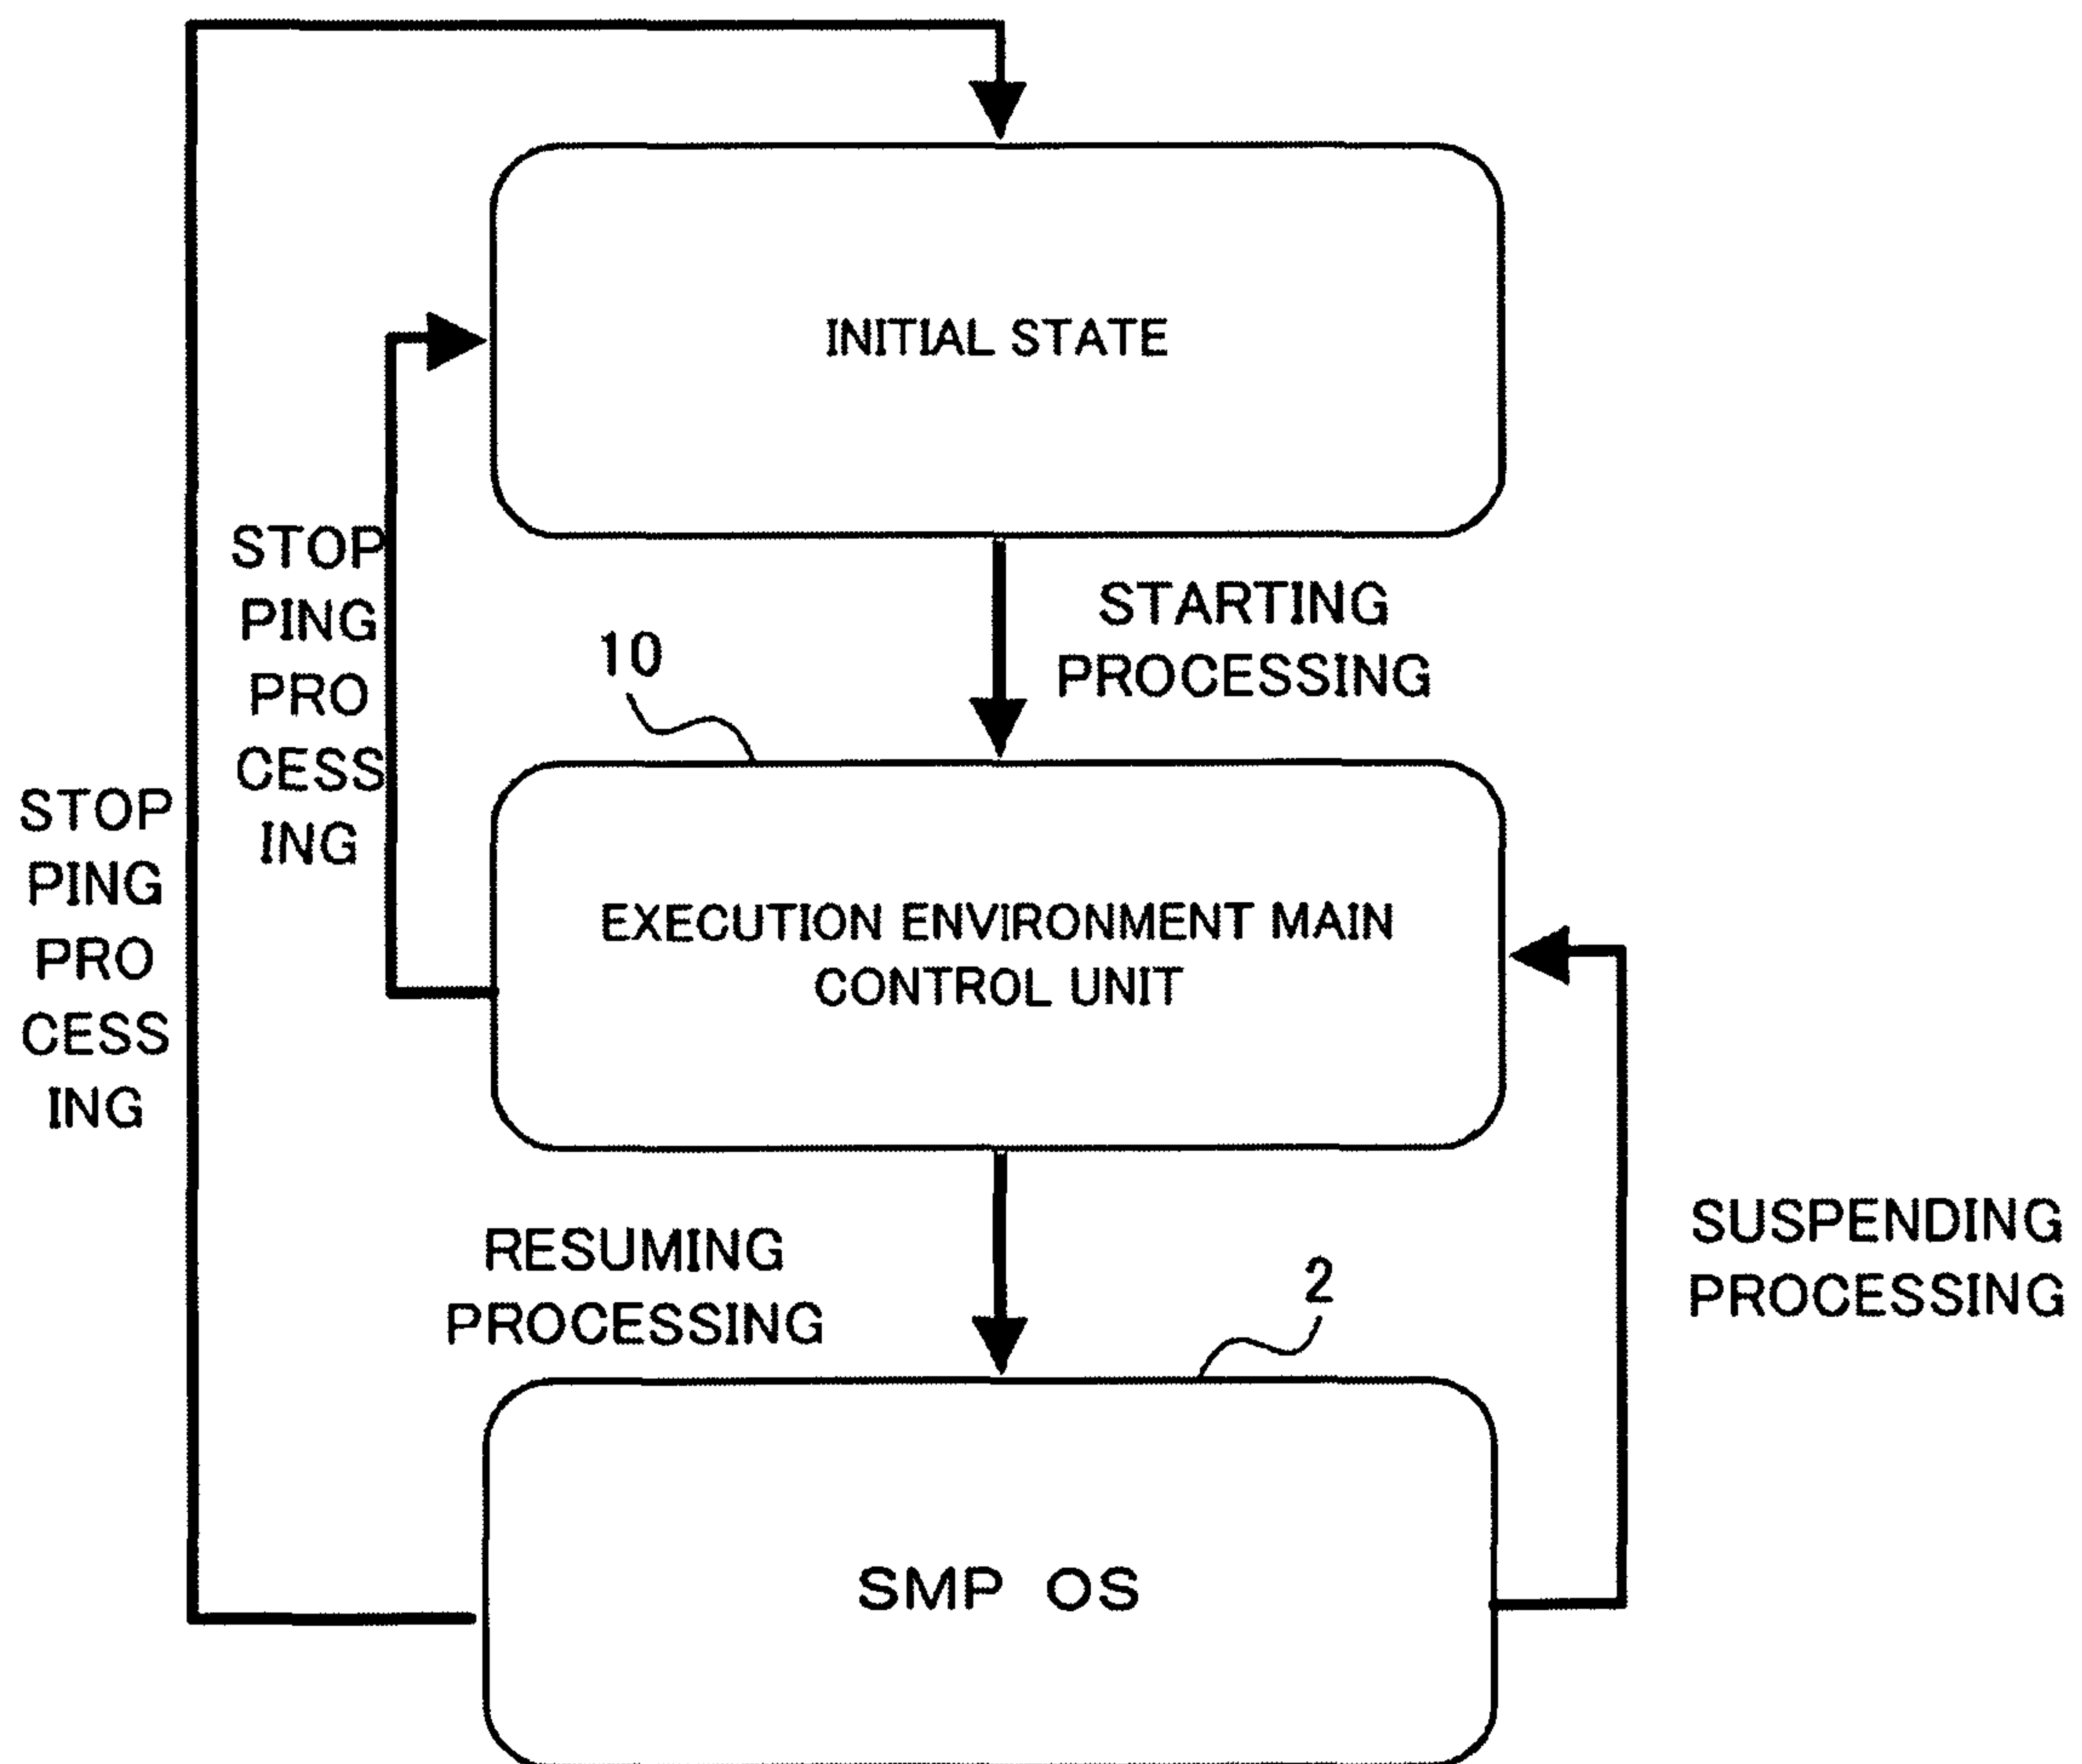 INITIAL STATE
STOP
PING
PRO
CESS
ING
STARTING
PROCESSING
10
STOP
PING
PRO
CESS
ING
EXECUTION ENVIRONMENT MAIN
CONTROL UNIT
RESUMING
PROCESSING
SUSPENDING
PROCESSING
2
SMP OS